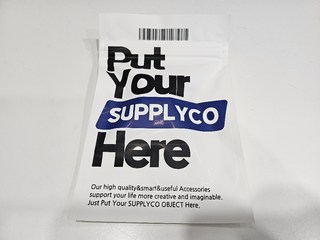 Put
Your
SUPPLYCO
Here
Our high quality&smart&useful Accessories
support your life more creative and imaginable.
Just Put Your SUPPLYCO OBJECT Here.